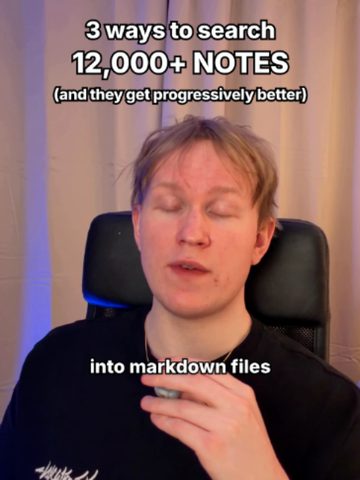 3 ways to search
12,000+ NOTES
(and they get progressively better)
into markdown files